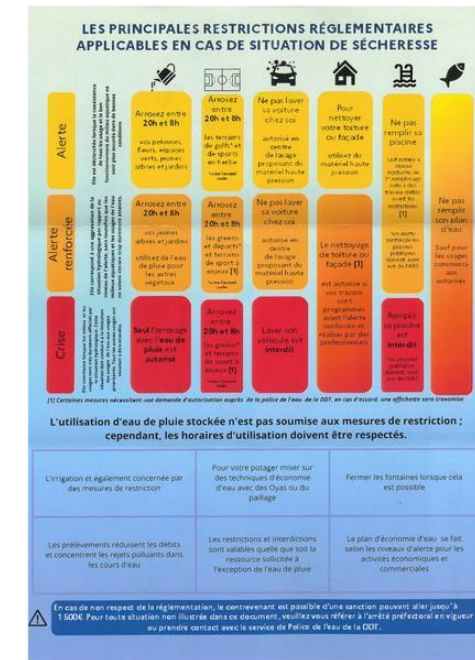 LES PRINCIPALES RESTRICTIONS RÉGLEMENTAIRES
APPLICABLES EN CAS DE SITUATION DE SÉCHERESSE
Alerte
Arrosez entre
20h et 8h
vos pelouses,
fleurs, espaces
verts, jeunes
arbres et jardins
Arrosez
entre
20h et 8h
les terrains
de golfs* et
de sports
en herbe
Ne pas laver
sa voiture
chez soi
autorisé en
centre
de lavage
proposant du
matériel haute
pression
Pour
nettoyer
votre toiture
ou façade
utilisez du
matériel haute
pression
Ne pas
remplir sa
piscine
Ne pas
remplir
son plan
d'eau
Sauf pour
les usages
commerciaux
autorisés
Alerte
renforcée
Arrosez entre
20h et 8h
vos jeunes
arbres et jardins
utilisez de l'eau
de pluie pour
les autres
végétaux
Arrosez
entre
20h et 8h
les greens
et départs*
et terrains
de sport à
enjeux [1]
Ne pas laver
sa voiture
chez soi
autorisé en
centre
de lavage
proposant du
matériel haute
pression
Le nettoyage
de toiture ou
façade [1]
est autorisé si
vos travaux
sont
programmés
avant l'alerte
renforcée et
réalisés par des
professionnels
Crise
Seul l'arrosage
avec l'eau de
pluie est
autorisé
Arrosez
entre
20h et 8h
les greens*
et terrains
de sport à
enjeux [1]
Laver son
véhicule est
interdit
Remplir
sa piscine
est
interdit
[1] Certaines mesures nécessitent une demande d'autorisation auprès de la police de l'eau de la DDT, en cas d'accord, une affichette sera transmise
L'utilisation d'eau de pluie stockée n'est pas soumise aux mesures de restriction ;
cependant, les horaires d'utilisation doivent être respectés.
L'irrigation et également concernée par
des mesures de restriction
Pour votre potager miser sur
des techniques d'économie
d'eau avec des Oyas ou du
paillage
Fermer les fontaines lorsque cela
est possible
Les prélèvements réduisent les débits
et concentrent les rejets polluants dans
les cours d'eau
Les restrictions et interdictions
sont valables quelle que soit la
ressource sollicitée à
l'exception de l'eau de pluie
Le plan d'économie d'eau se fait
selon les niveaux d'alerte pour les
activités économiques et
commerciales
En cas de non respect de la réglementation, le contrevenant est passible d'une sanction pouvant aller jusqu'à
1 500€ Pour toute situation non illustrée dans ce document, veuillez vous référer à l'arrêté préfectoral en vigueur
ou prendre contact avec le service de Police de l'eau de la DDT.